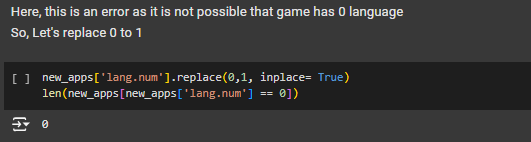 Here, this is an error as it is not possible that game has 0 language
So, Let's replace 0 to 1
[ ] new_apps['lang.num'].replace(0,1, inplace= True)
len(new_apps[new_apps['lang.num'] == 0])
0